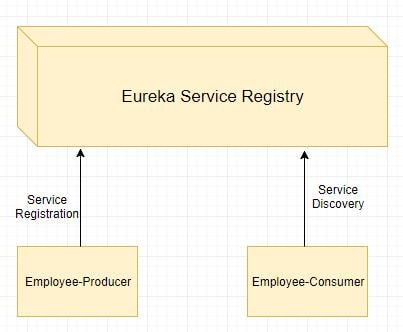 Eureka Service Registry
Service
Registration
Service
Discovery
Employee-Producer
Employee-Consumer